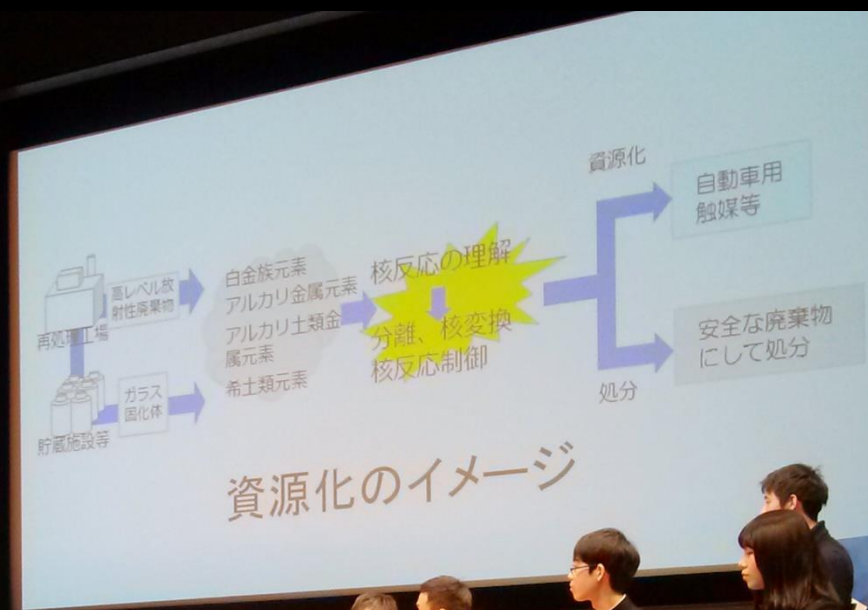 高レベル放
射性廃棄物
再処理工場
ガラス
固化体
貯蔵施設等
白金族元素
アルカリ金属元素
アルカリ土類金
属元素
希土類元素
核反応の理解
分離、核変換
核反応制御
資源化
自動車用
触媒等
処分
安全な廃棄物
にして処分
資源化のイメージ